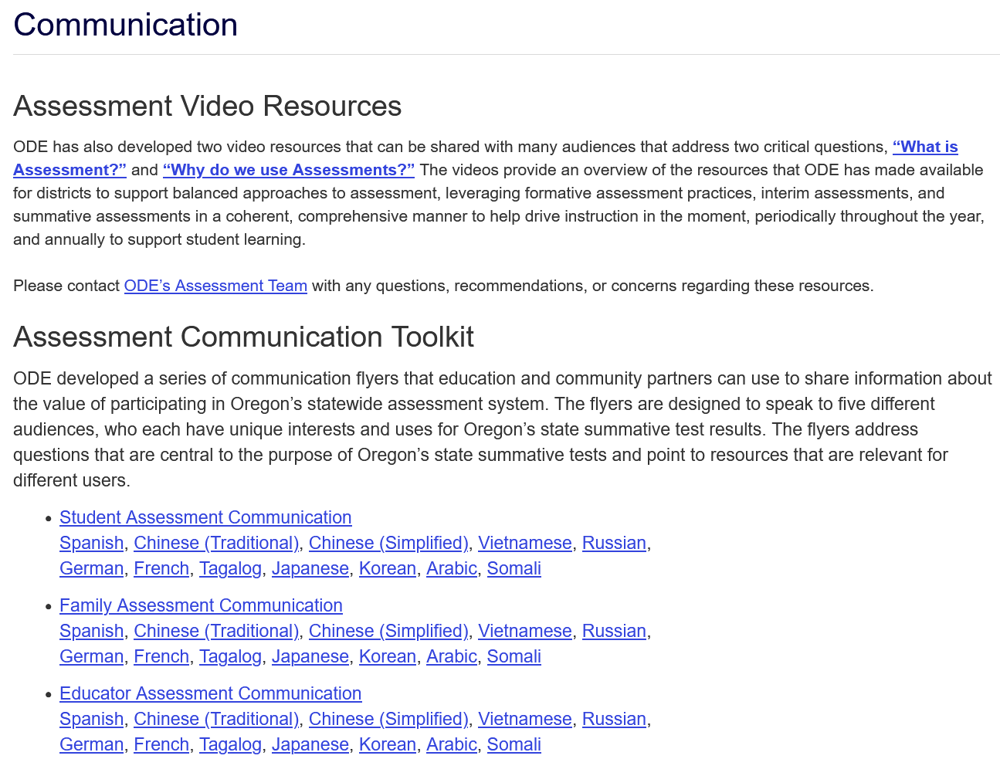 Communication
Assessment Video Resources
ODE has also developed two video resources that can be shared with many audiences that address two critical questions, “What is
Assessment?” and “Why do we use Assessments?” The videos provide an overview of the resources that ODE has made available
for districts to support balanced approaches to assessment, leveraging formative assessment practices, interim assessments, and
summative assessments in a coherent, comprehensive manner to help drive instruction in the moment, periodically throughout the year,
and annually to support student learning.
Please contact ODE’s Assessment Team with any questions, recommendations, or concerns regarding these resources.
Assessment Communication Toolkit
ODE developed a series of communication flyers that education and community partners can use to share information about
the value of participating in Oregon’s statewide assessment system. The flyers are designed to speak to five different
audiences, who each have unique interests and uses for Oregon’s state summative test results. The flyers address
questions that are central to the purpose of Oregon’s state summative tests and point to resources that are relevant for
different users.
• Student Assessment Communication
Spanish, Chinese (Traditional), Chinese (Simplified), Vietnamese, Russian,
German, French, Tagalog, Japanese, Korean, Arabic, Somali
• Family Assessment Communication
Spanish, Chinese (Traditional), Chinese (Simplified), Vietnamese, Russian,
German, French, Tagalog, Japanese, Korean, Arabic, Somali
• Educator Assessment Communication
Spanish, Chinese (Traditional), Chinese (Simplified), Vietnamese, Russian,
German, French, Tagalog, Japanese, Korean, Arabic, Somali